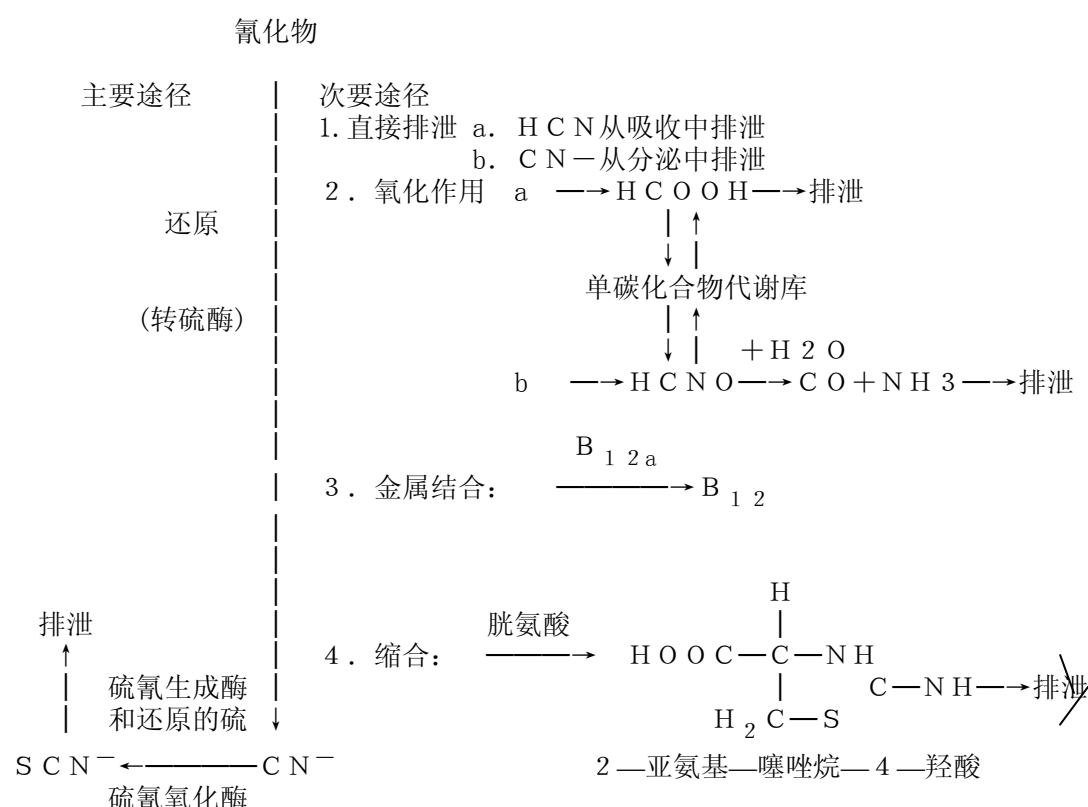 氰化物
主要途径 次要途径
1.直接排泄 a. HCN从吸收中排泄
b. CN-从分泌中排泄
2. 氧化作用 a →HCOOH→排泄
还原
单碳化合物代谢库
(转硫酶)
+H2O
b →HCNO→CO+NH3→排泄
B12a
3. 金属结合: →B12
H
排泄 胱氨酸
4. 缩合: → HOOC—C—NH
硫氰生成酶 C—NH→排泄
和还原的硫 H2C—S
SCN-←CN- 2—亚氨基—噻唑烷—4—羟酸
硫氰氧化酶